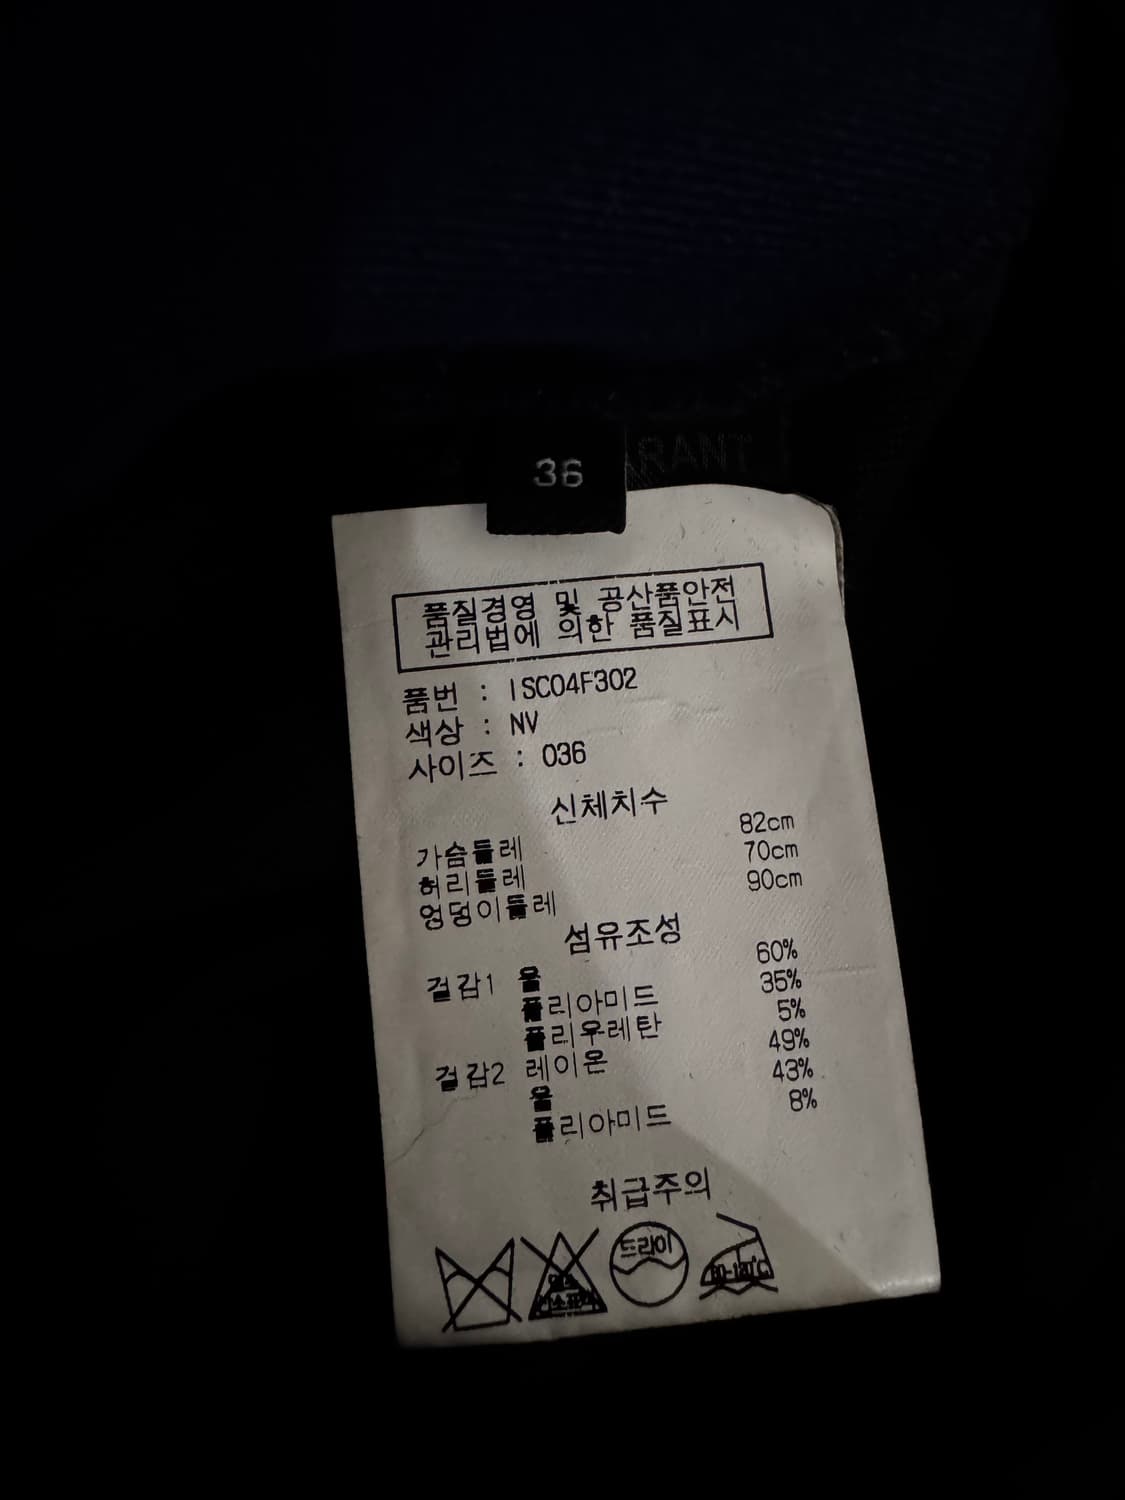 36
RANT
품질경영 및 공산품안전
관리법에 의한 품질표시
품번 : ISC04F302
색상 : NV
사이즈 : 036
신체치수
가슴둘레 82cm
허리둘레 70cm
엉덩이둘레 90cm
섬유조성
겉감1 울 60%
폴리아미드 35%
폴리우레탄 5%
겉감2 레이온 49%
울 43%
폴리아미드 8%
취급주의
드라이